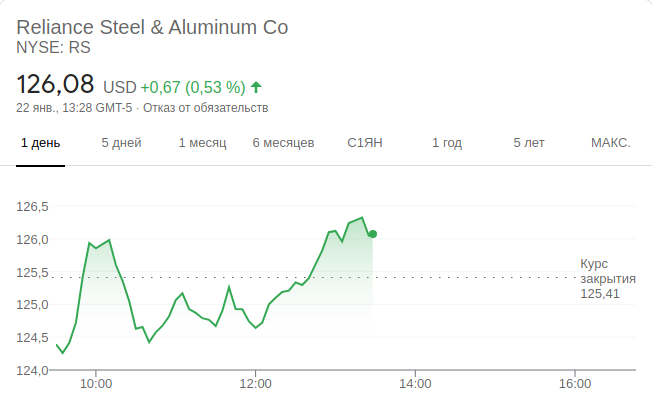 Reliance Steel & Aluminum Co
NYSE: RS
126,08 USD +0,67 (0,53 %)
22 янв., 13:28 GMT-5 · Отказ от обязательств
1 день 5 дней 1 месяц 6 месяцев С1ЯН 1 год 5 лет МАКС.
126,5
126,0
125,5
125,0
124,5
124,0
Курс
закрытия
125,41
10:00 12:00 14:00 16:00